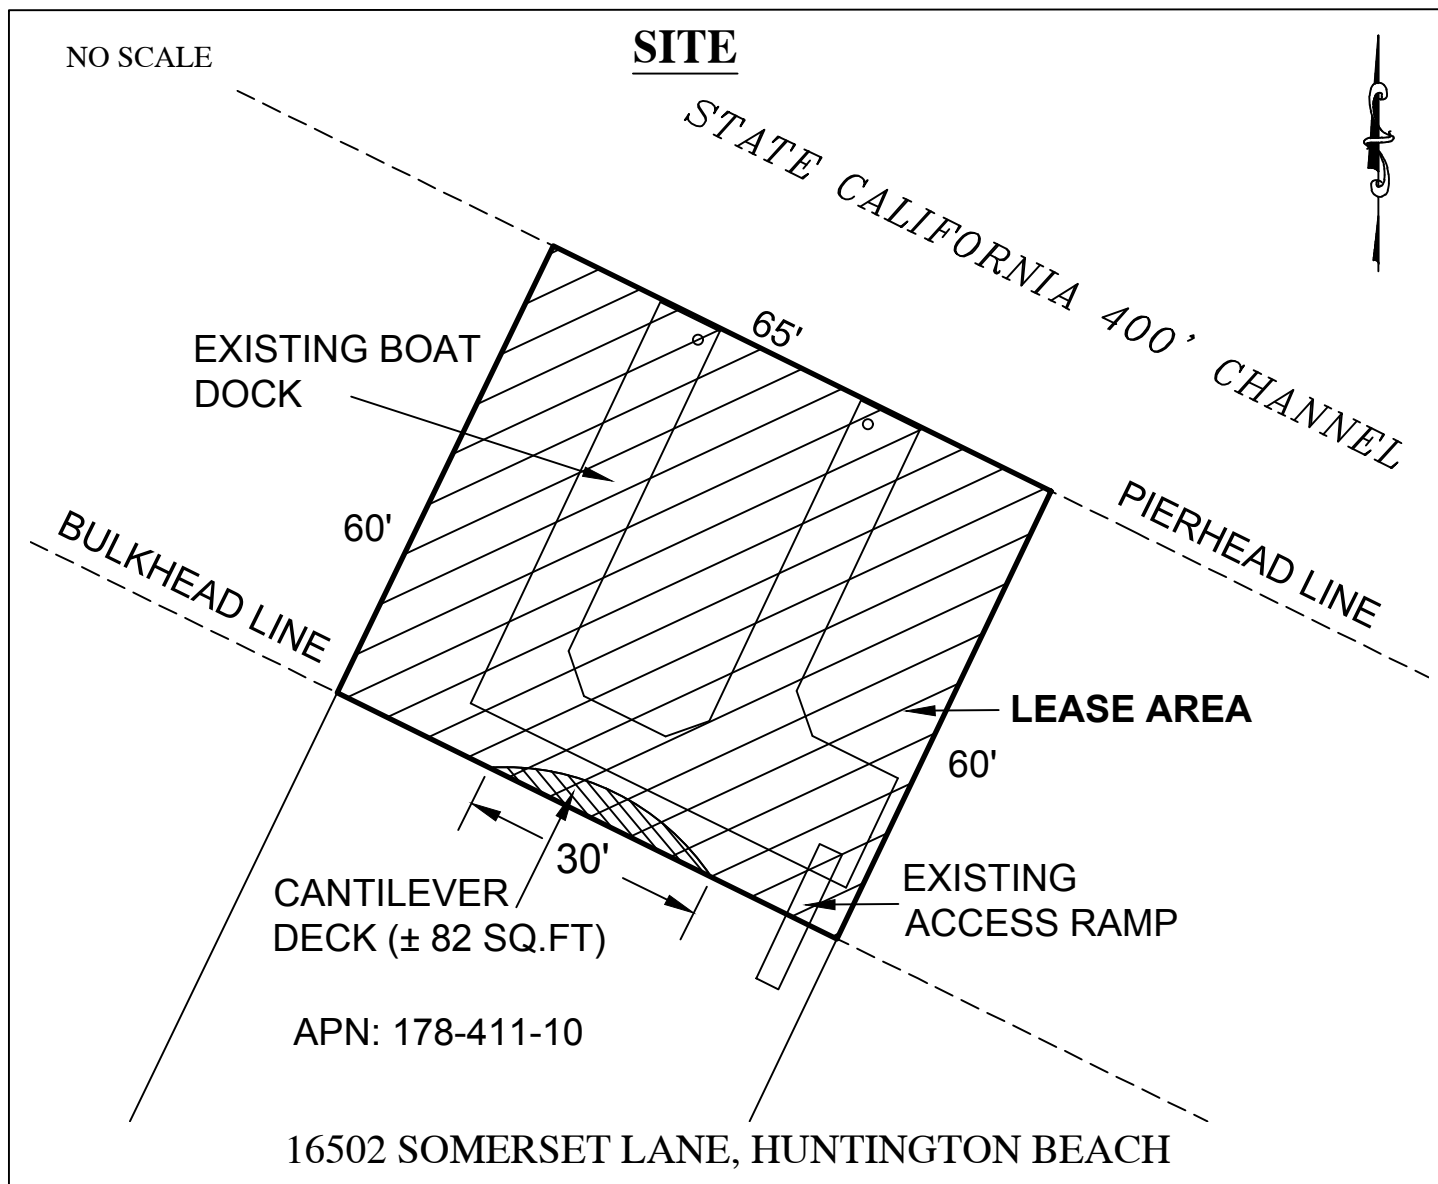 NO SCALE
SITE
STATE CALIFORNIA 400' CHANNEL
65'
EXISTING BOAT
DOCK
60'
BULKHEAD LINE
PIERHEAD LINE
LEASE AREA
60'
30'
CANTILEVER
DECK (± 82 SQ.FT)
EXISTING
ACCESS RAMP
APN: 178-411-10
16502 SOMERSET LANE, HUNTINGTON BEACH